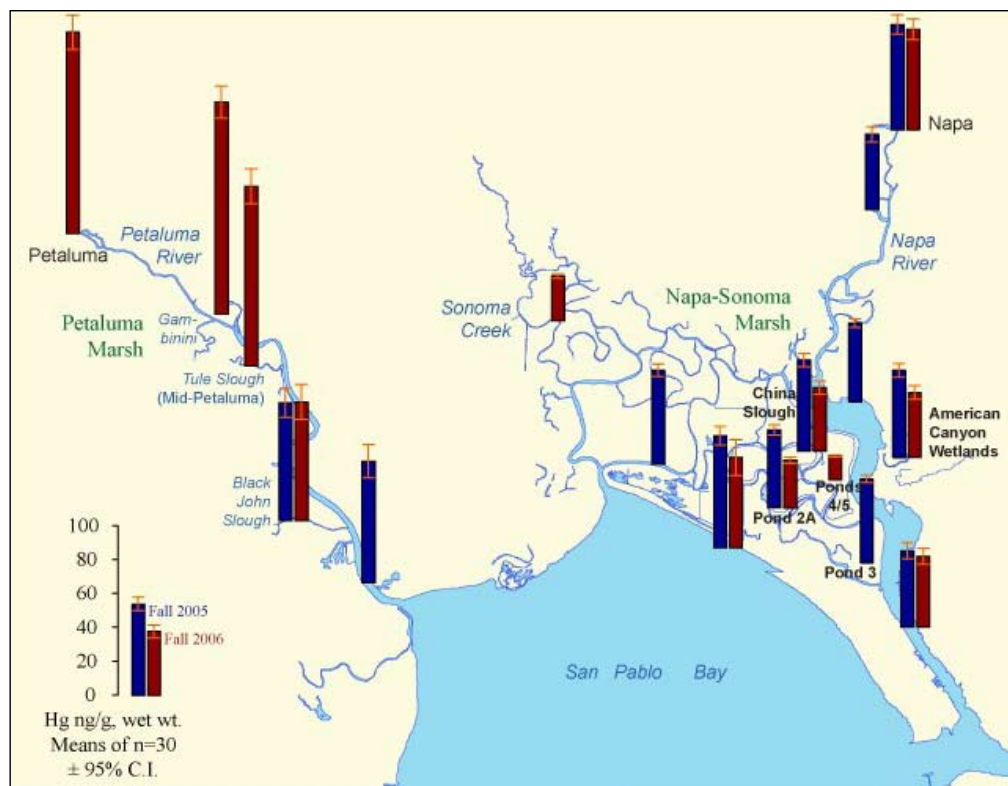 Napa
Petaluma
River
Petaluma
Napa
River
Petaluma
Marsh
Gam-
binini
Sonoma
Creek
Napa-Sonoma
Marsh
Tule Slough
(Mid-Petaluma)
China
Slough
American
Canyon
Wetlands
Black
John
Slough
Ponds
4/5
Pond 2A
Pond 3
100
80
60
40
20
0
Fall 2005
Fall 2006
San Pablo Bay
Hg ng/g, wet wt.
Means of n=30
± 95% C.I.